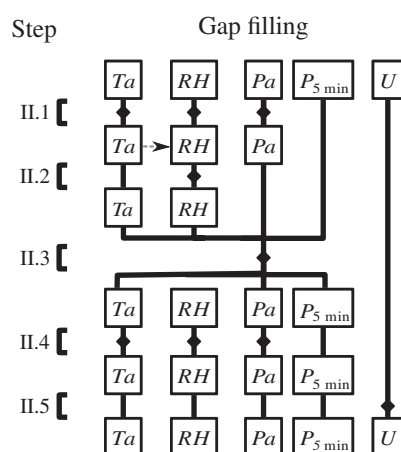 Step Gap filling
Ta RH Pa P5 min U
II.1
Ta RH Pa
II.2
Ta RH
II.3
Ta RH Pa P5 min
II.4
Ta RH Pa P5 min
II.5
Ta RH Pa P5 min U